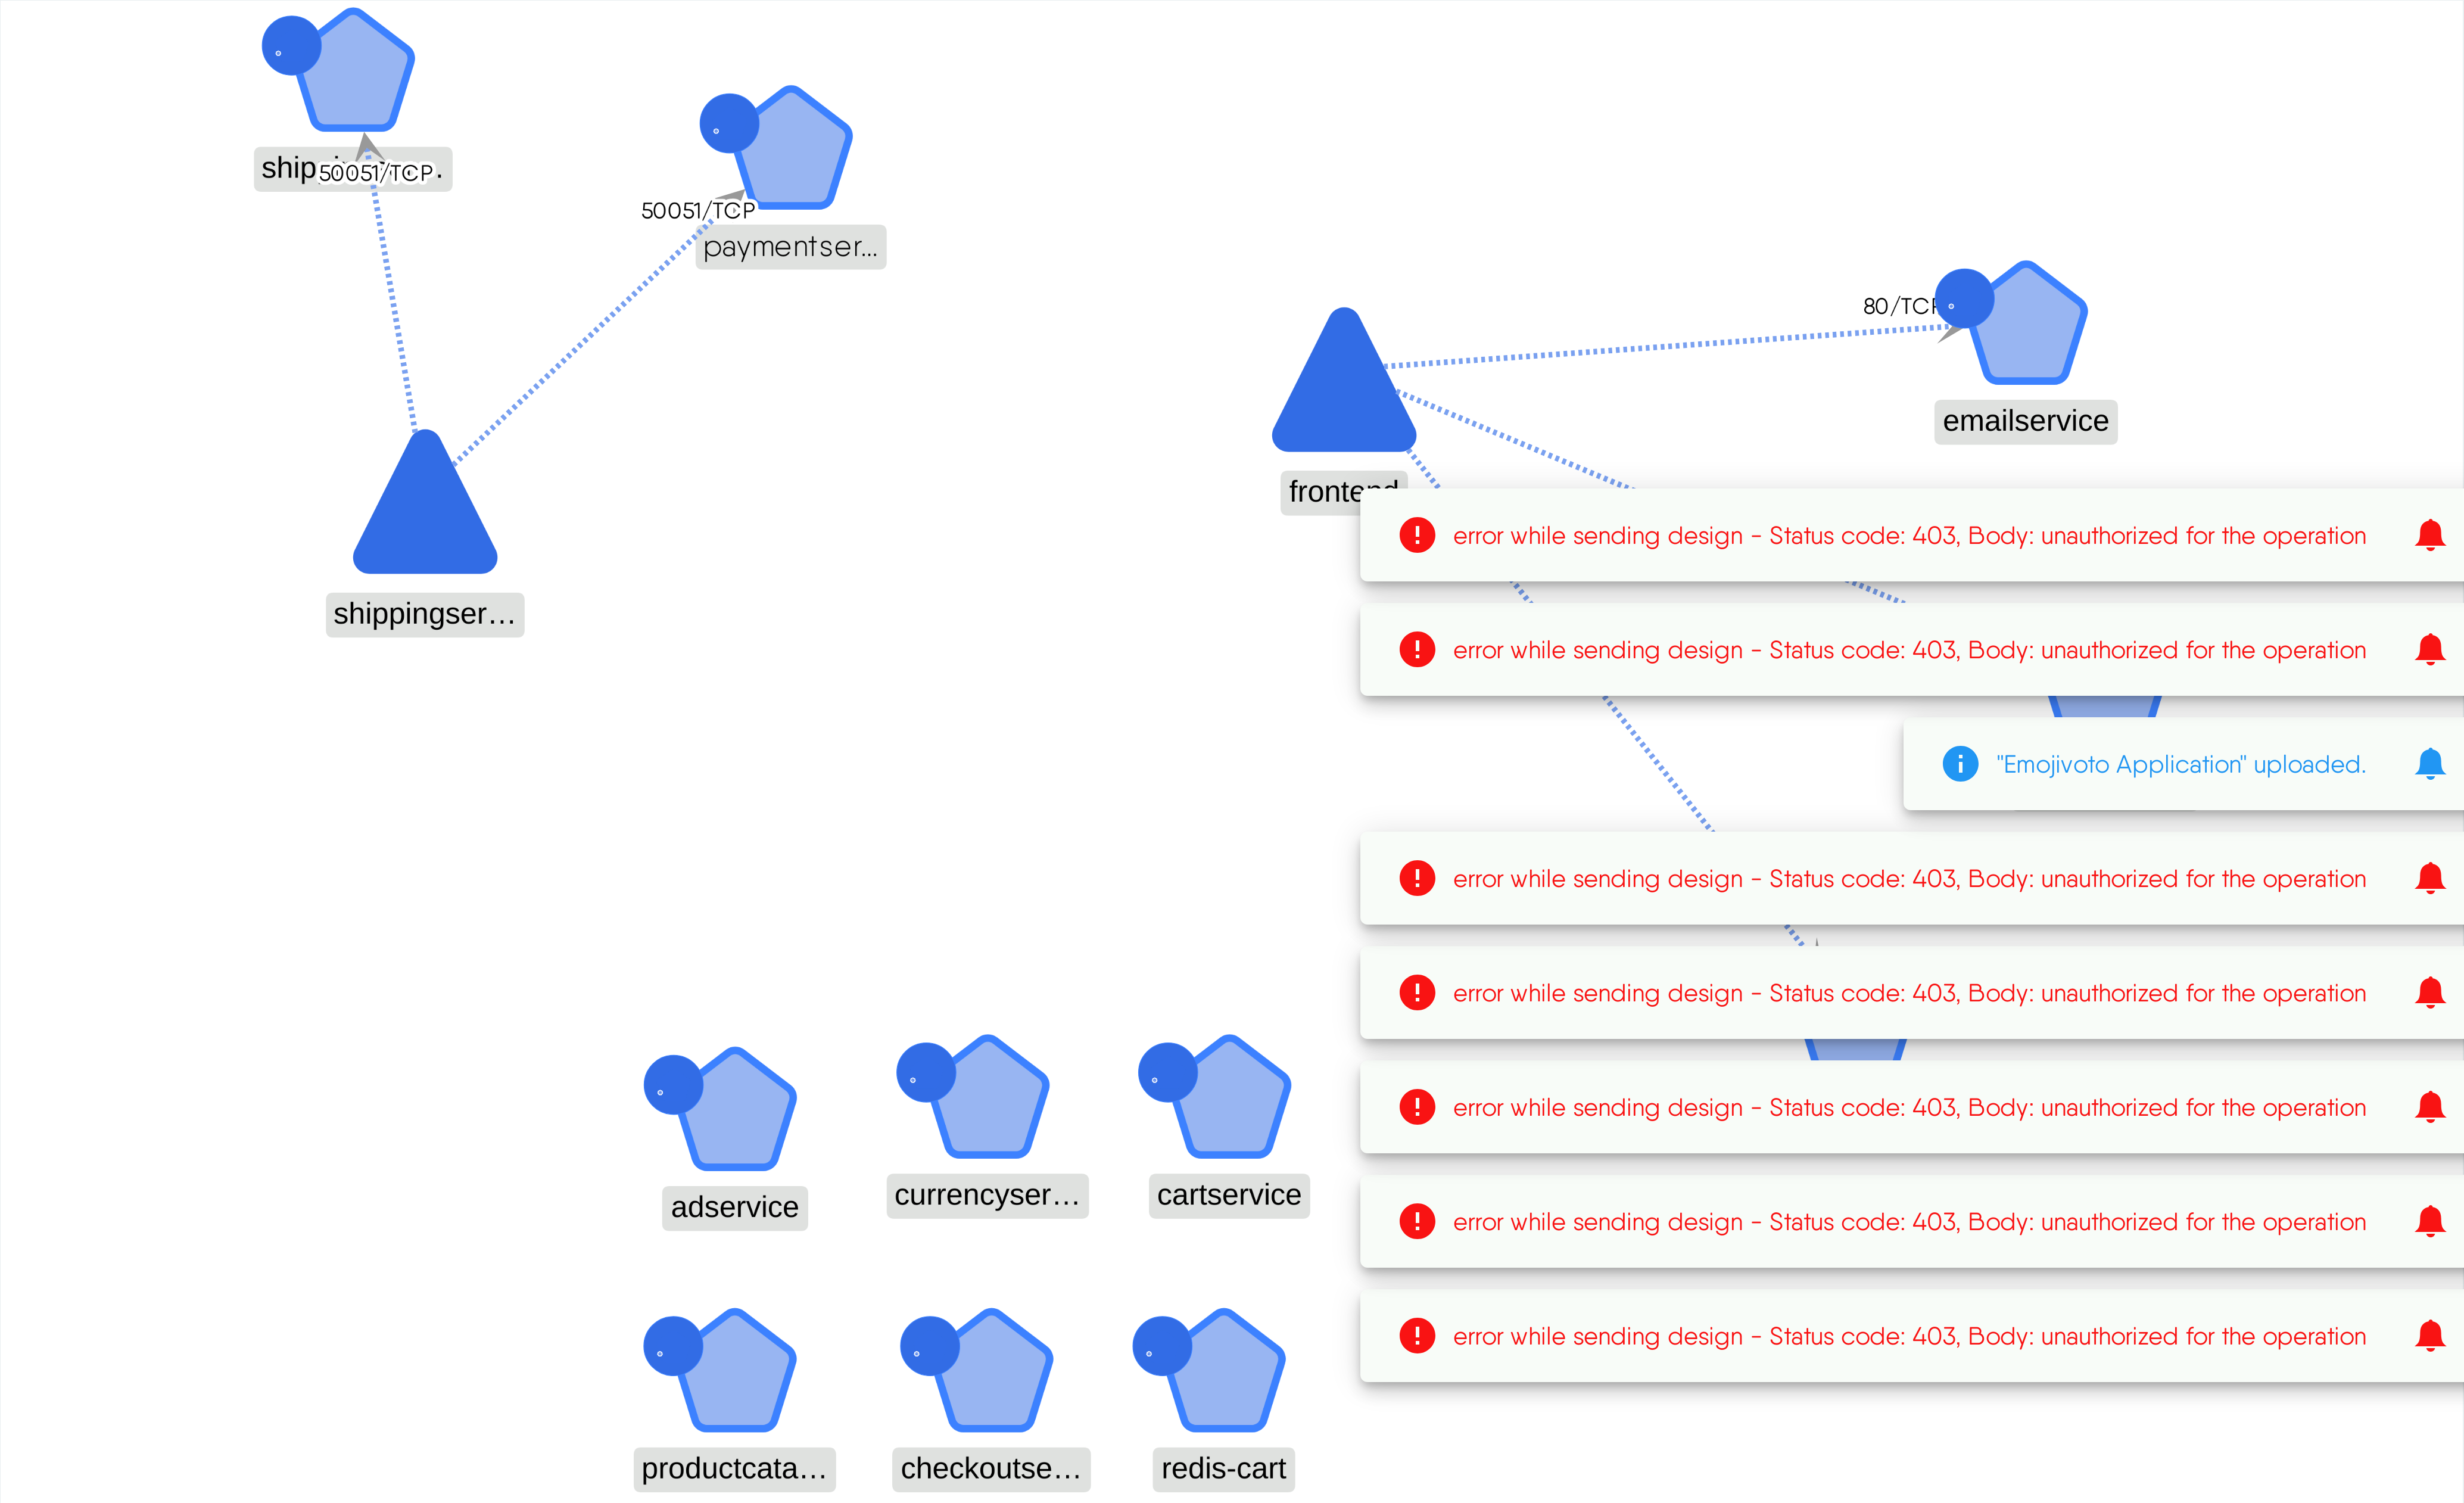 50051/TCP
50051/TCP
paymentser...
80/TCP
emailservice
frontend
error while sending design - Status code: 403, Body: unauthorized for the operation
shippingser...
error while sending design - Status code: 403, Body: unauthorized for the operation
"Emojivoto Application" uploaded.
error while sending design - Status code: 403, Body: unauthorized for the operation
error while sending design - Status code: 403, Body: unauthorized for the operation
error while sending design - Status code: 403, Body: unauthorized for the operation
adservice
currencyser...
cartservice
error while sending design - Status code: 403, Body: unauthorized for the operation
error while sending design - Status code: 403, Body: unauthorized for the operation
productcata...
checkoutse...
redis-cart